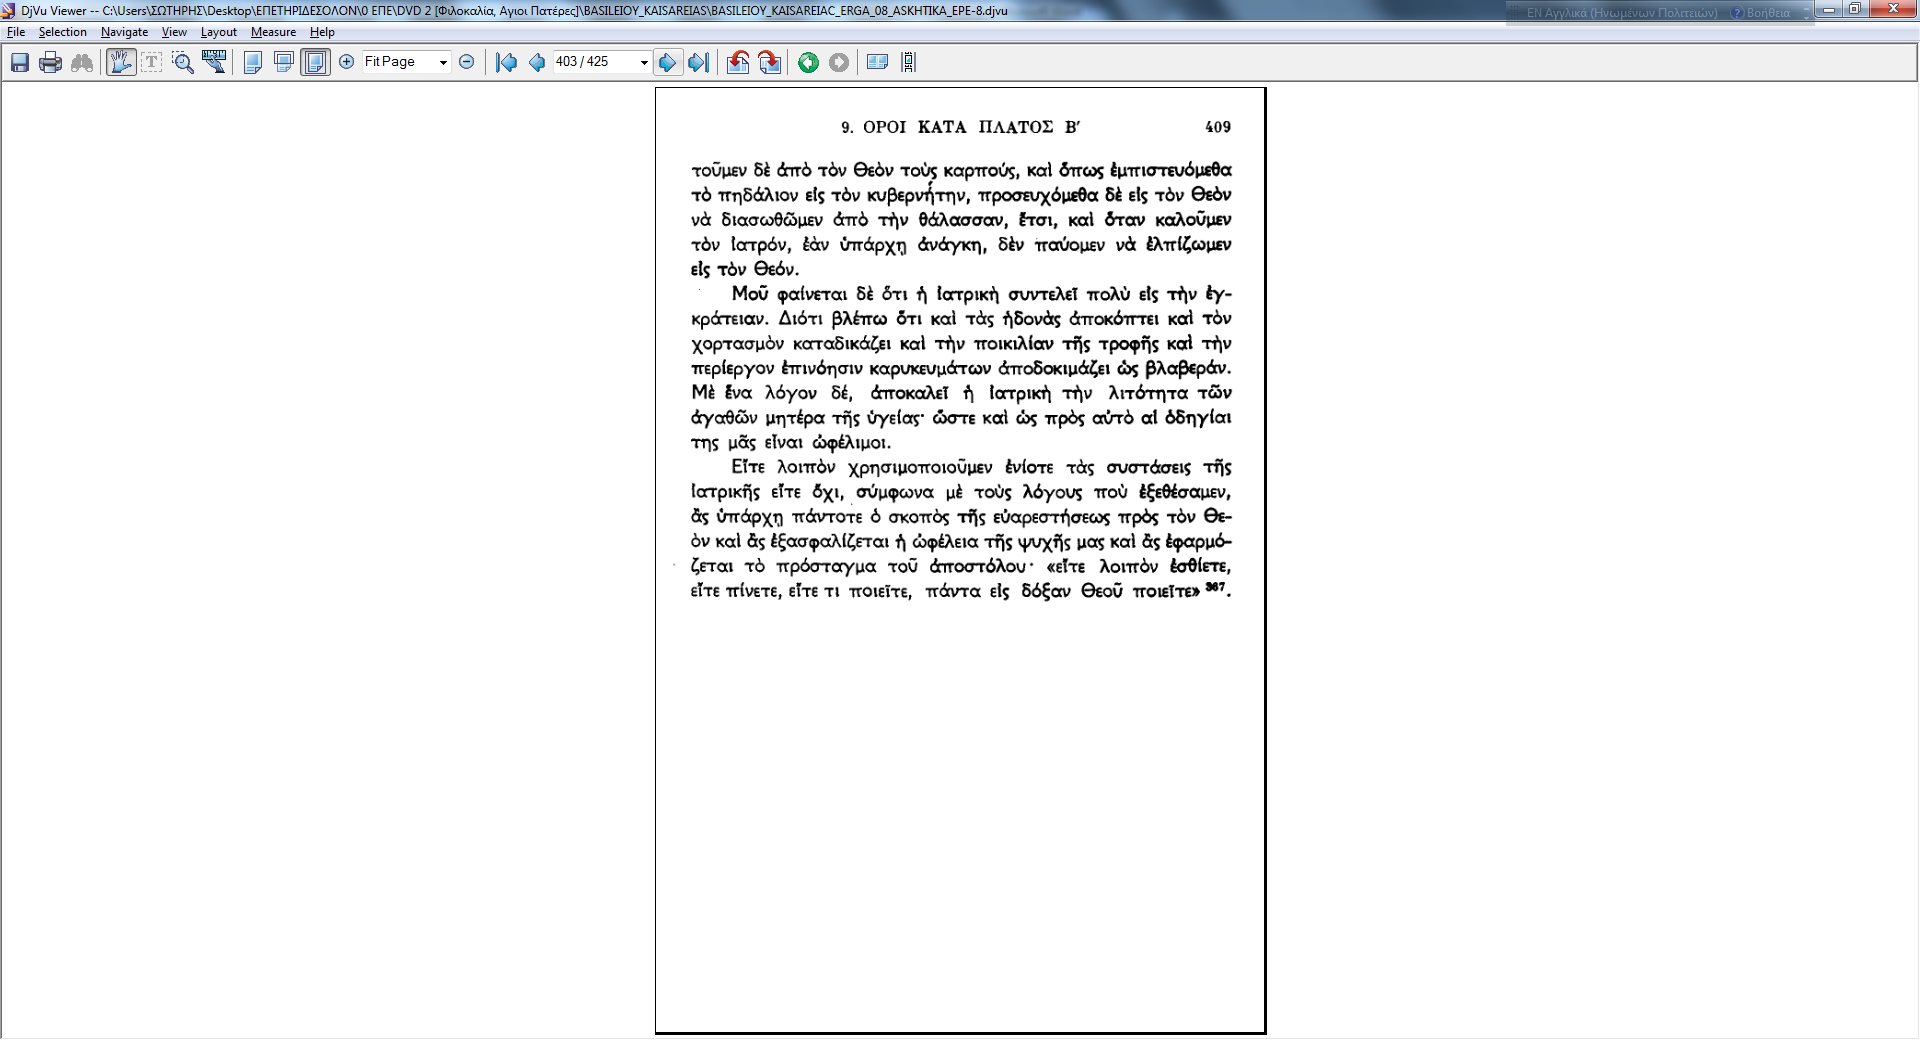 DjVu Viewer -- C:\Users\ΣΩΤΗΡΗΣ\Desktop\ΕΠΕΤΗΡΙΔΕΣΟΛΟΝ\0 ΕΠΕ\DVD 2 [Φιλοκαλία, Αγιοι Πατέρες]\BASILEIOY_KAISAREIAS\BASILEIOY_KAISAREIAC_ERGA_08_ASKHTIKA_EPE-8.djvu
EN Αγγλικά (Ηνωμένων Πολιτειών) Βοήθεια
File Selection Navigate View Layout Measure Help
Fit Page 403 / 425
9. ΟΡΟΙ ΚΑΤΑ ΠΛΑΤΟΣ Β′ 409
τοῦμεν δὲ ἀπὸ τὸν Θεὸν τοὺς καρπούς, καὶ ὅπως ἐμπιστευόμεθα
τὸ πηδάλιον εἰς τὸν κυβερνήτην, προσευχόμεθα δὲ εἰς τὸν Θεὸν
νὰ διασωθῶμεν ἀπὸ τὴν θάλασσαν, ἔτσι, καὶ ὅταν καλοῦμεν
τὸν ἰατρόν, ἐὰν ὑπάρχῃ ἀνάγκη, δὲν παύομεν νὰ ἐλπίζωμεν
εἰς τὸν Θεόν.
Μοῦ φαίνεται δὲ ὅτι ἡ ἰατρικὴ συντελεῖ πολὺ εἰς τὴν ἐγ-
κράτειαν. Διότι βλέπω ὅτι καὶ τὰς ἡδονὰς ἀποκόπτει καὶ τὸν
χορτασμὸν καταδικάζει καὶ τὴν ποικιλίαν τῆς τροφῆς καὶ τὴν
περίεργον ἐπινόησιν καρυκευμάτων ἀποδοκιμάζει ὡς βλαβεράν.
Μὲ ἕνα λόγον δέ, ἀποκαλεῖ ἡ ἰατρικὴ τὴν λιτότητα τῶν
ἀγαθῶν μητέρα τῆς ὑγείας· ὥστε καὶ ὡς πρὸς αὐτὸ αἱ ὁδηγίαι
της μᾶς εἶναι ὠφέλιμοι.
Εἴτε λοιπὸν χρησιμοποιοῦμεν ἐνίοτε τὰς συστάσεις τῆς
ἰατρικῆς εἴτε ὄχι, σύμφωνα μὲ τοὺς λόγους ποὺ ἐξεθέσαμεν,
ἂς ὑπάρχῃ πάντοτε ὁ σκοπὸς τῆς εὐαρεστήσεως πρὸς τὸν Θε-
ὸν καὶ ἂς ἐξασφαλίζεται ἡ ὠφέλεια τῆς ψυχῆς μας καὶ ἂς ἐφαρμό-
ζεται τὸ πρόσταγμα τοῦ ἀποστόλου· «εἴτε λοιπὸν ἐσθίετε,
εἴτε πίνετε, εἴτε τι ποιεῖτε, πάντα εἰς δόξαν Θεοῦ ποιεῖτε» 367.